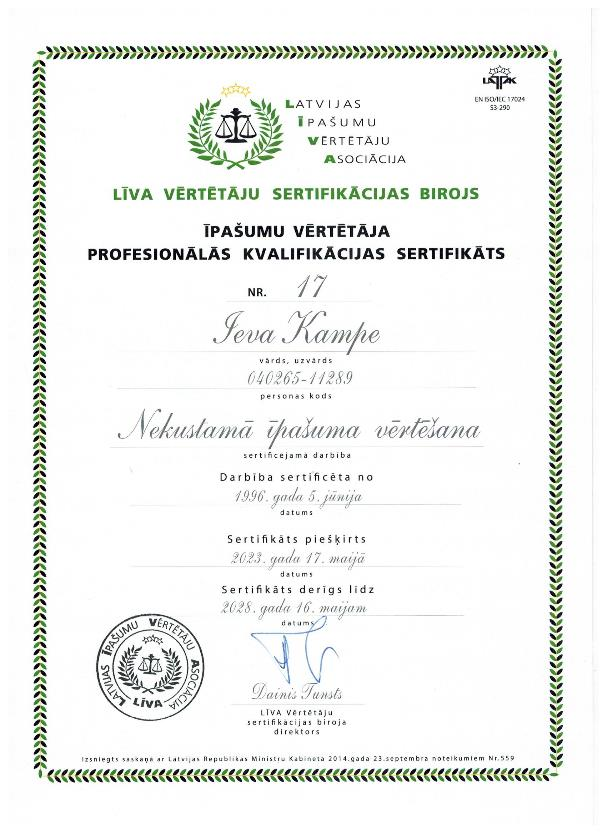 LATVIJAS
ĪPAŠUMU
VĒRTĒTĀJU
ASOCIĀCIJA
LATAK
EN ISO/IEC 17024
S3-290
LĪVA VĒRTĒTĀJU SERTIFIKĀCIJAS BIROJS
ĪPAŠUMU VĒRTĒTĀJA
PROFESIONĀLĀS KVALIFIKĀCIJAS SERTIFIKĀTS
NR. 17
Ieva Kampe
vārds, uzvārds
040265-11289
personas kods
Nekustamā īpašuma vērtēšana
sertificējamā darbība
Darbība sertificēta no
1996. gada 5. jūnija
datums
Sertifikāts piešķirts
2023. gada 17. maijā
datums
Sertifikāts derīgs līdz
2028. gada 16. maijam
datums
LATVIJAS ĪPAŠUMU VĒRTĒTĀJU ASOCIĀCIJA
LĪVA
Dainis Tunsts
LĪVA Vērtētāju
sertifikācijas biroja
direktors
Izsniegts saskaņā ar Latvijas Republikas Ministru Kabineta 2014.gada 23.septembra noteikumiem Nr.559